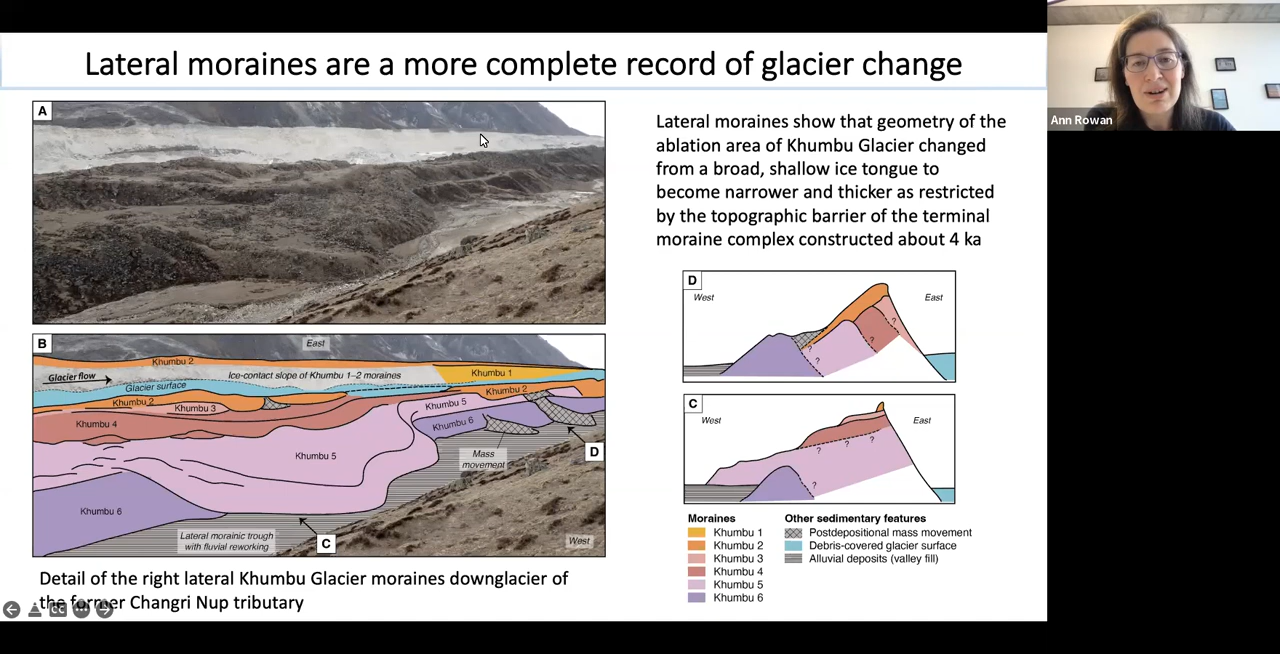 Lateral moraines are a more complete record of glacier change
Ann Rowan
A
Lateral moraines show that geometry of the
ablation area of Khumbu Glacier changed
from a broad, shallow ice tongue to
become narrower and thicker as restricted
by the topographic barrier of the terminal
moraine complex constructed about 4 ka
B
East
Khumbu 2
Glacier flow
Ice-contact slope of Khumbu 1–2 moraines
Khumbu 1
Glacier surface
Khumbu 2
Khumbu 2
Khumbu 3
Khumbu 5
Khumbu 4
Khumbu 6
Khumbu 5
Mass
movement
D
Khumbu 6
Lateral morainic trough
with fluvial reworking
C
West
Detail of the right lateral Khumbu Glacier moraines downglacier of
the former Changri Nup tributary
D
West
East
?
?
?
?
C
West
East
?
?
?
?
Moraines
Khumbu 1
Khumbu 2
Khumbu 3
Khumbu 4
Khumbu 5
Khumbu 6
Other sedimentary features
Postdepositional mass movement
Debris-covered glacier surface
Alluvial deposits (valley fill)